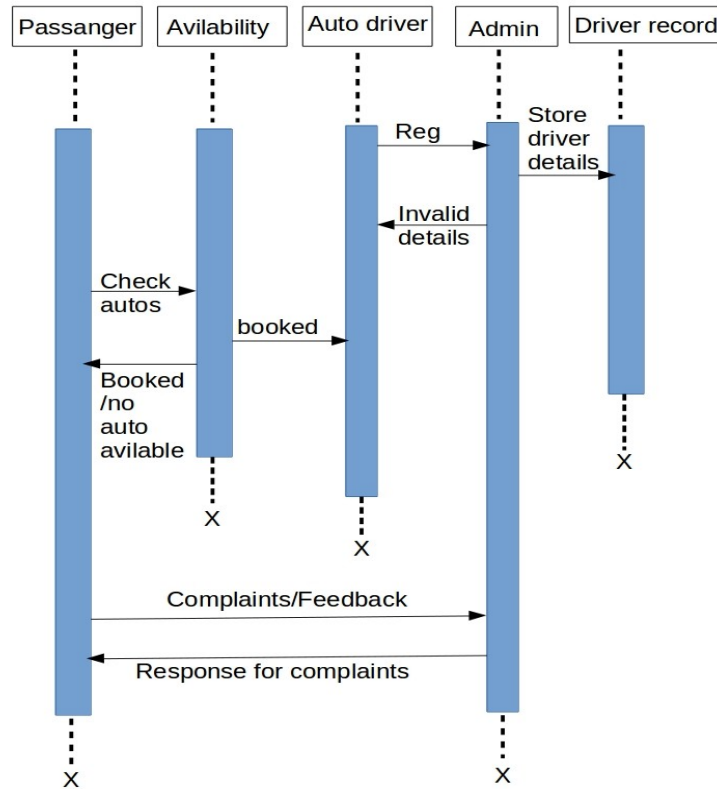 Passanger
Avilability
Auto driver
Admin
Driver record
Reg
Store
driver
details
Invalid
details
Check
autos
booked
Booked
/no
auto
avilable
X
X
X
Complaints/Feedback
Response for complaints
X
X